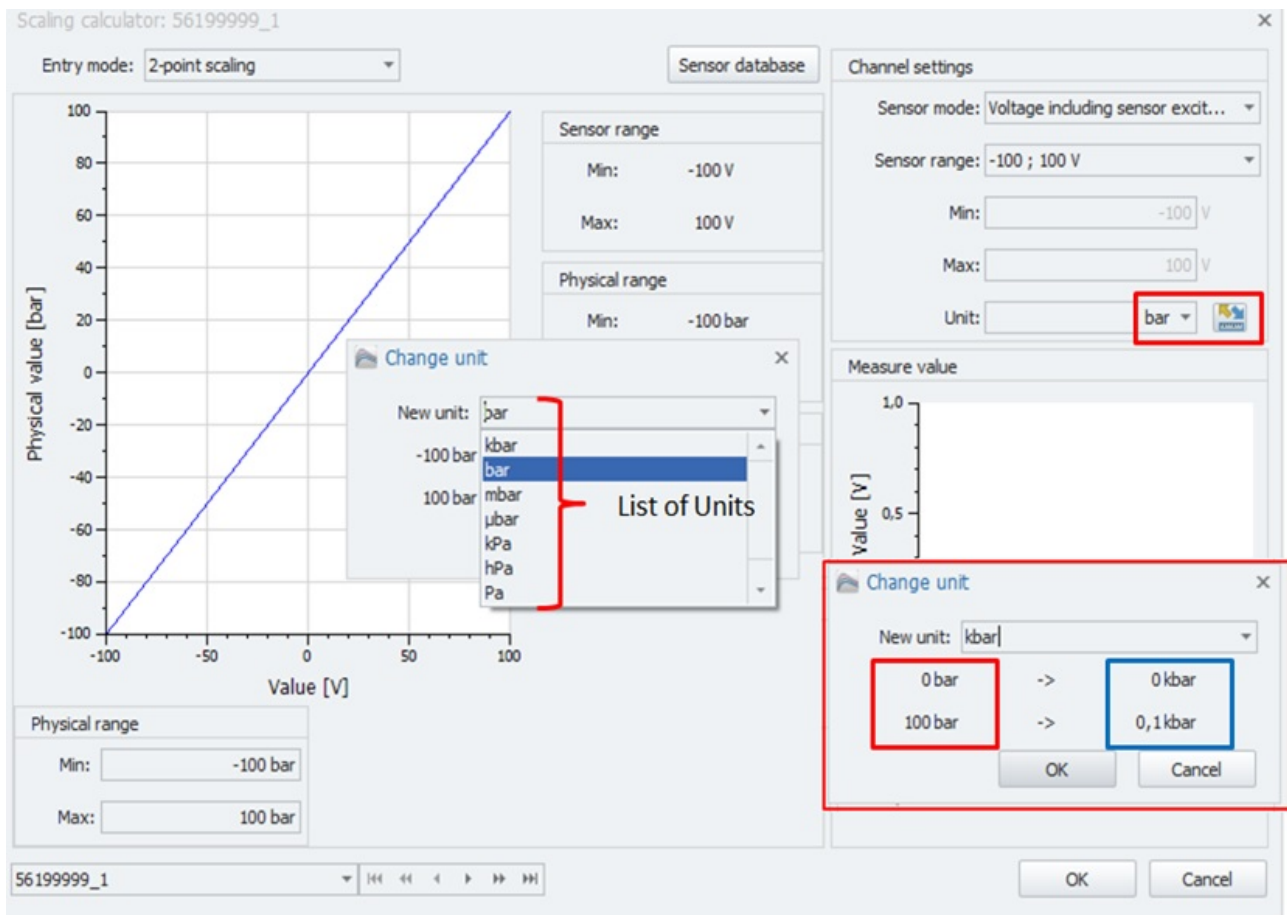 Scaling calculator: 56199999_1
Entry mode: 2-point scaling
Sensor database
100
80
60
40
20
0
-20
-40
-60
-80
-100
Physical value [bar]
-100 -50 0 50 100
Value [V]
Sensor range
Min: -100 V
Max: 100 V
Physical range
Min: -100 bar
Change unit
New unit: bar
-100 bar
100 bar
kbar
bar
mbar
µbar
kPa
hPa
Pa
List of Units
Channel settings
Sensor mode: Voltage including sensor excit...
Sensor range: -100 ; 100 V
Min: -100 V
Max: 100 V
Unit: bar
Measure value
1,0
0,5
Value [V]
Change unit
New unit: kbar
0 bar -> 0 kbar
100 bar -> 0,1 kbar
OK Cancel
Physical range
Min: -100 bar
Max: 100 bar
56199999_1
OK Cancel